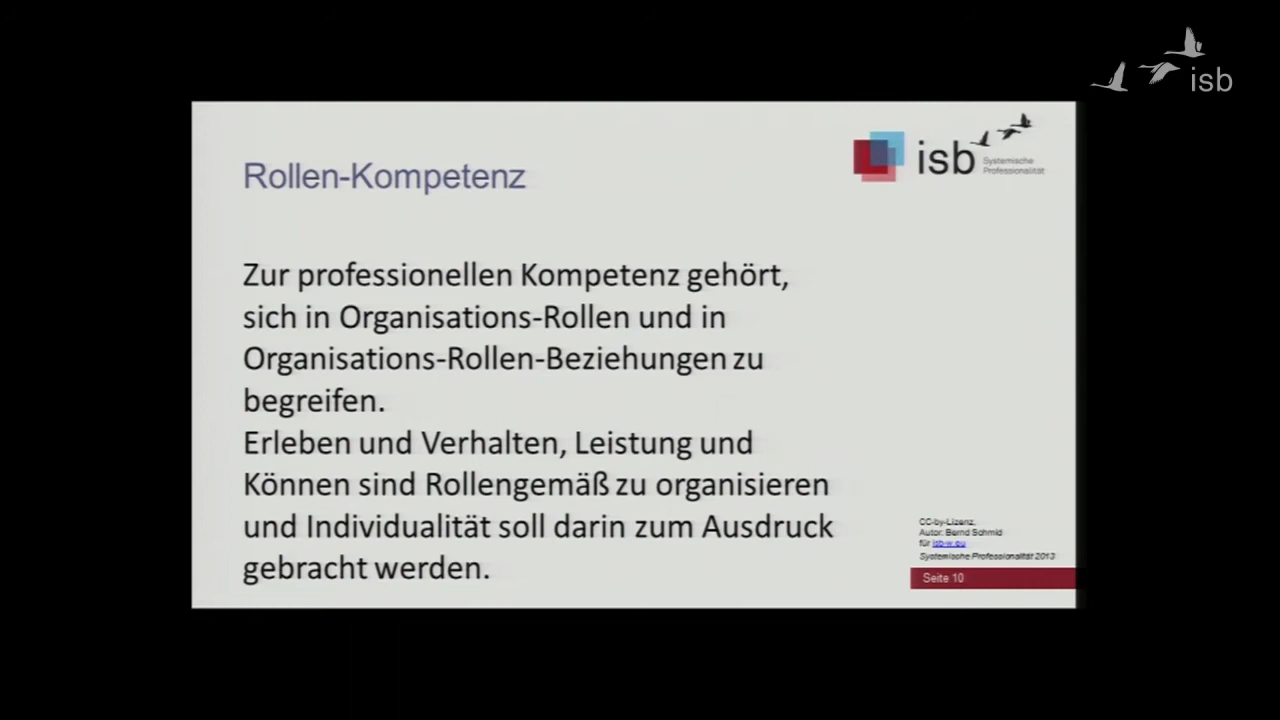 isb
isb
Systemische
Professionalität
Rollen-Kompetenz
Zur professionellen Kompetenz gehört,
sich in Organisations-Rollen und in
Organisations-Rollen-Beziehungen zu
begreifen.
Erleben und Verhalten, Leistung und
Können sind Rollengemäß zu organisieren
und Individualität soll darin zum Ausdruck
gebracht werden.
CC-by-Lizenz,
Autor: Bernd Schmid
für isb-w.eu
Systemische Professionalität 2013
Seite 10